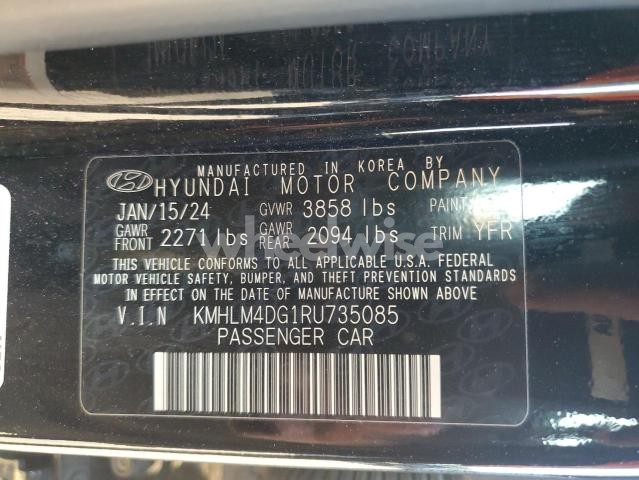 MANUFACTURED IN KOREA BY
HYUNDAI MOTOR COMPANY
JAN/15/24 GVWR 3858 lbs PAINT
GAWR FRONT 2271 lbs GAWR REAR 2094 lbs TRIM YFR
THIS VEHICLE CONFORMS TO ALL APPLICABLE U.S.A. FEDERAL
MOTOR VEHICLE SAFETY, BUMPER, AND THEFT PREVENTION STANDARDS
IN EFFECT ON THE DATE OF MANUFACTURE SHOWN ABOVE
V.I.N KMHLM4DG1RU735085
PASSENGER CAR